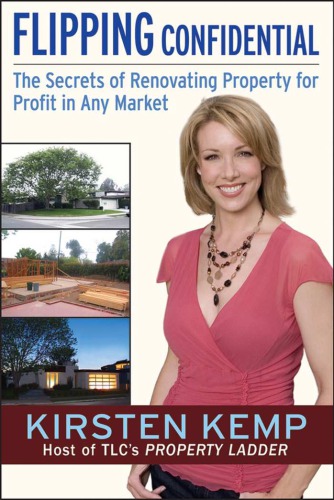 FLIPPING CONFIDENTIAL
The Secrets of Renovating Property for
Profit in Any Market
KIRSTEN KEMP
Host of TLC's PROPERTY LADDER